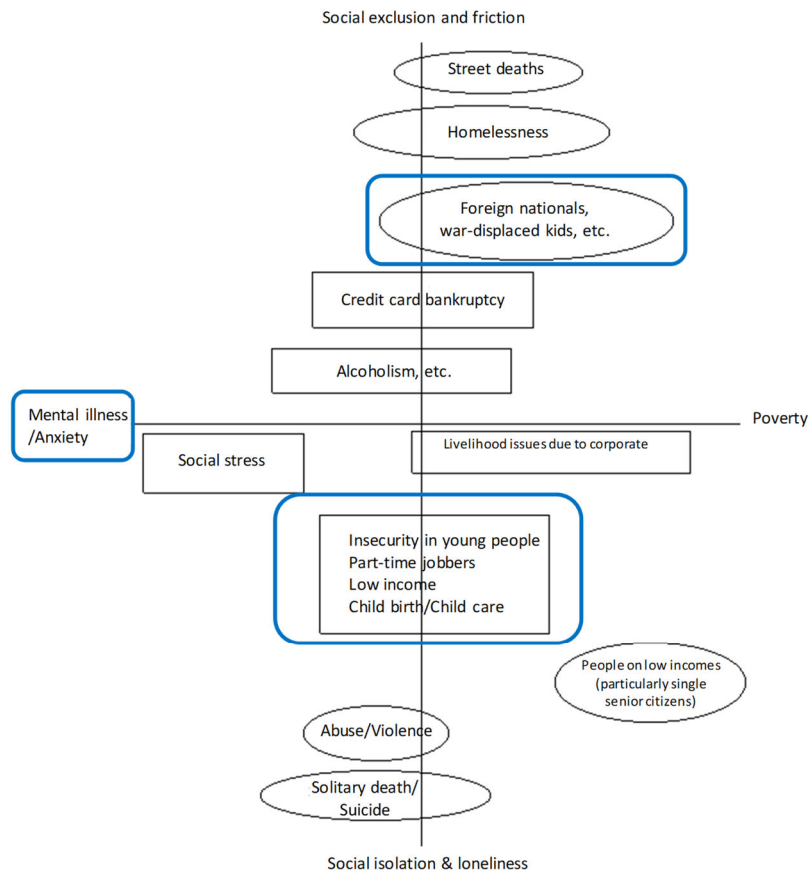 Social exclusion and friction
Street deaths
Homelessness
Foreign nationals,
war-displaced kids, etc.
Credit card bankruptcy
Alcoholism, etc.
Mental illness
/Anxiety
Poverty
Social stress
Livelihood issues due to corporate
Insecurity in young people
Part-time jobbers
Low income
Child birth/Child care
People on low incomes
(particularly single
senior citizens)
Abuse/Violence
Solitary death/
Suicide
Social isolation & loneliness